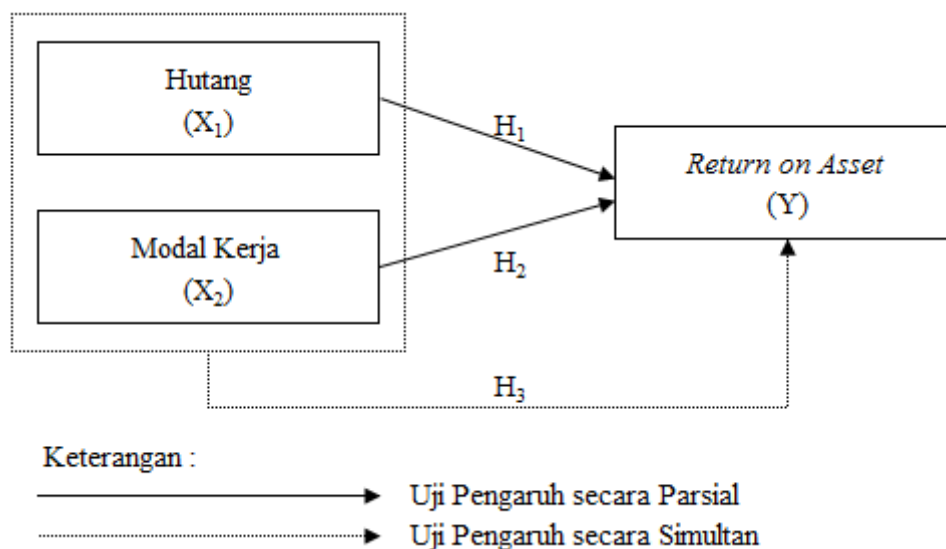 Hutang
(X₁)
H₁
Return on Asset
(Y)
Modal Kerja
(X₂)
H₂
H₃
Keterangan :
Uji Pengaruh secara Parsial
Uji Pengaruh secara Simultan